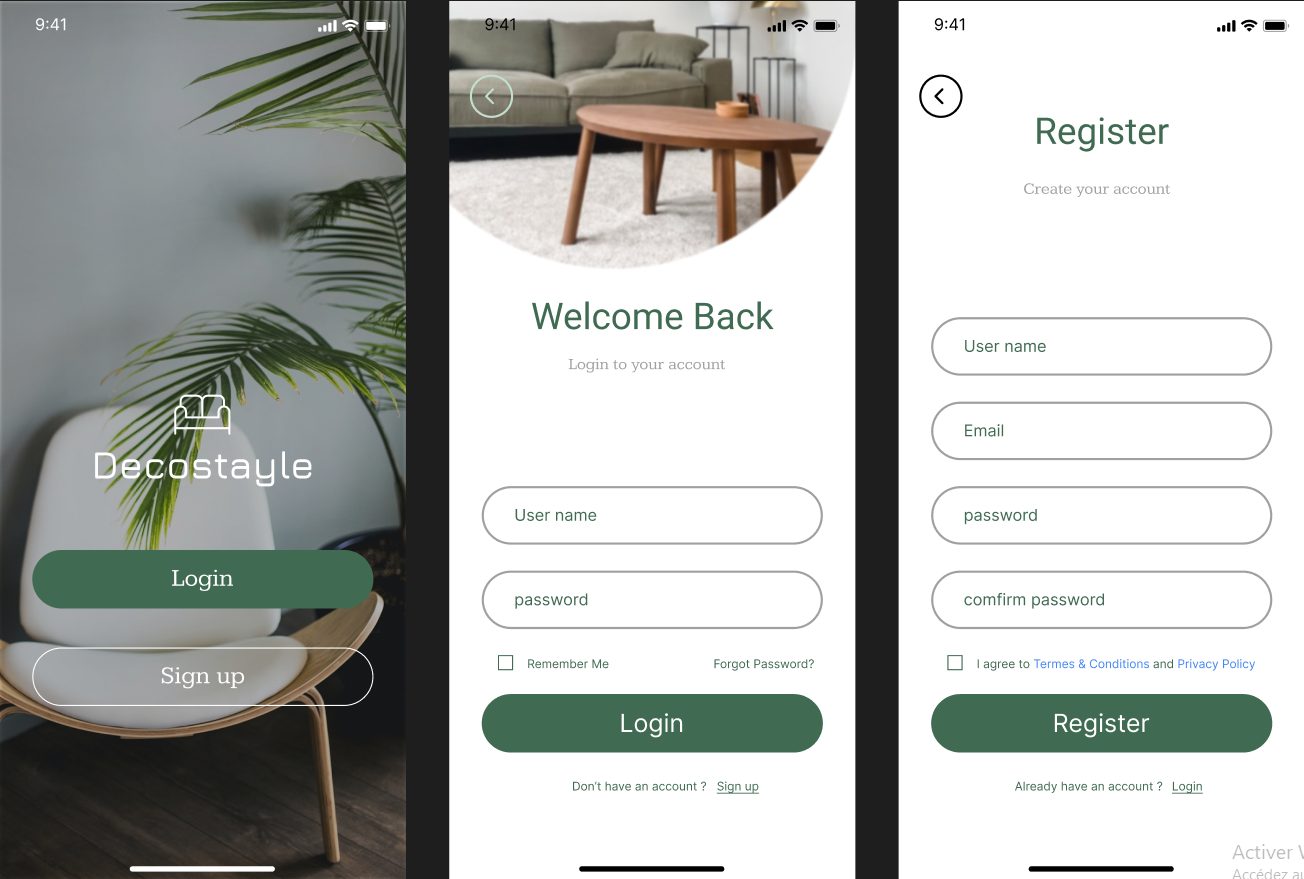 9:41
Decostayle
Login
Sign up
9:41
Welcome Back
Login to your account
User name
password
Remember Me Forgot Password?
Login
Don't have an account ? Sign up
9:41
Register
Create your account
User name
Email
password
comfirm password
I agree to Termes & Conditions and Privacy Policy
Register
Already have an account ? Login
Activer
Accédez